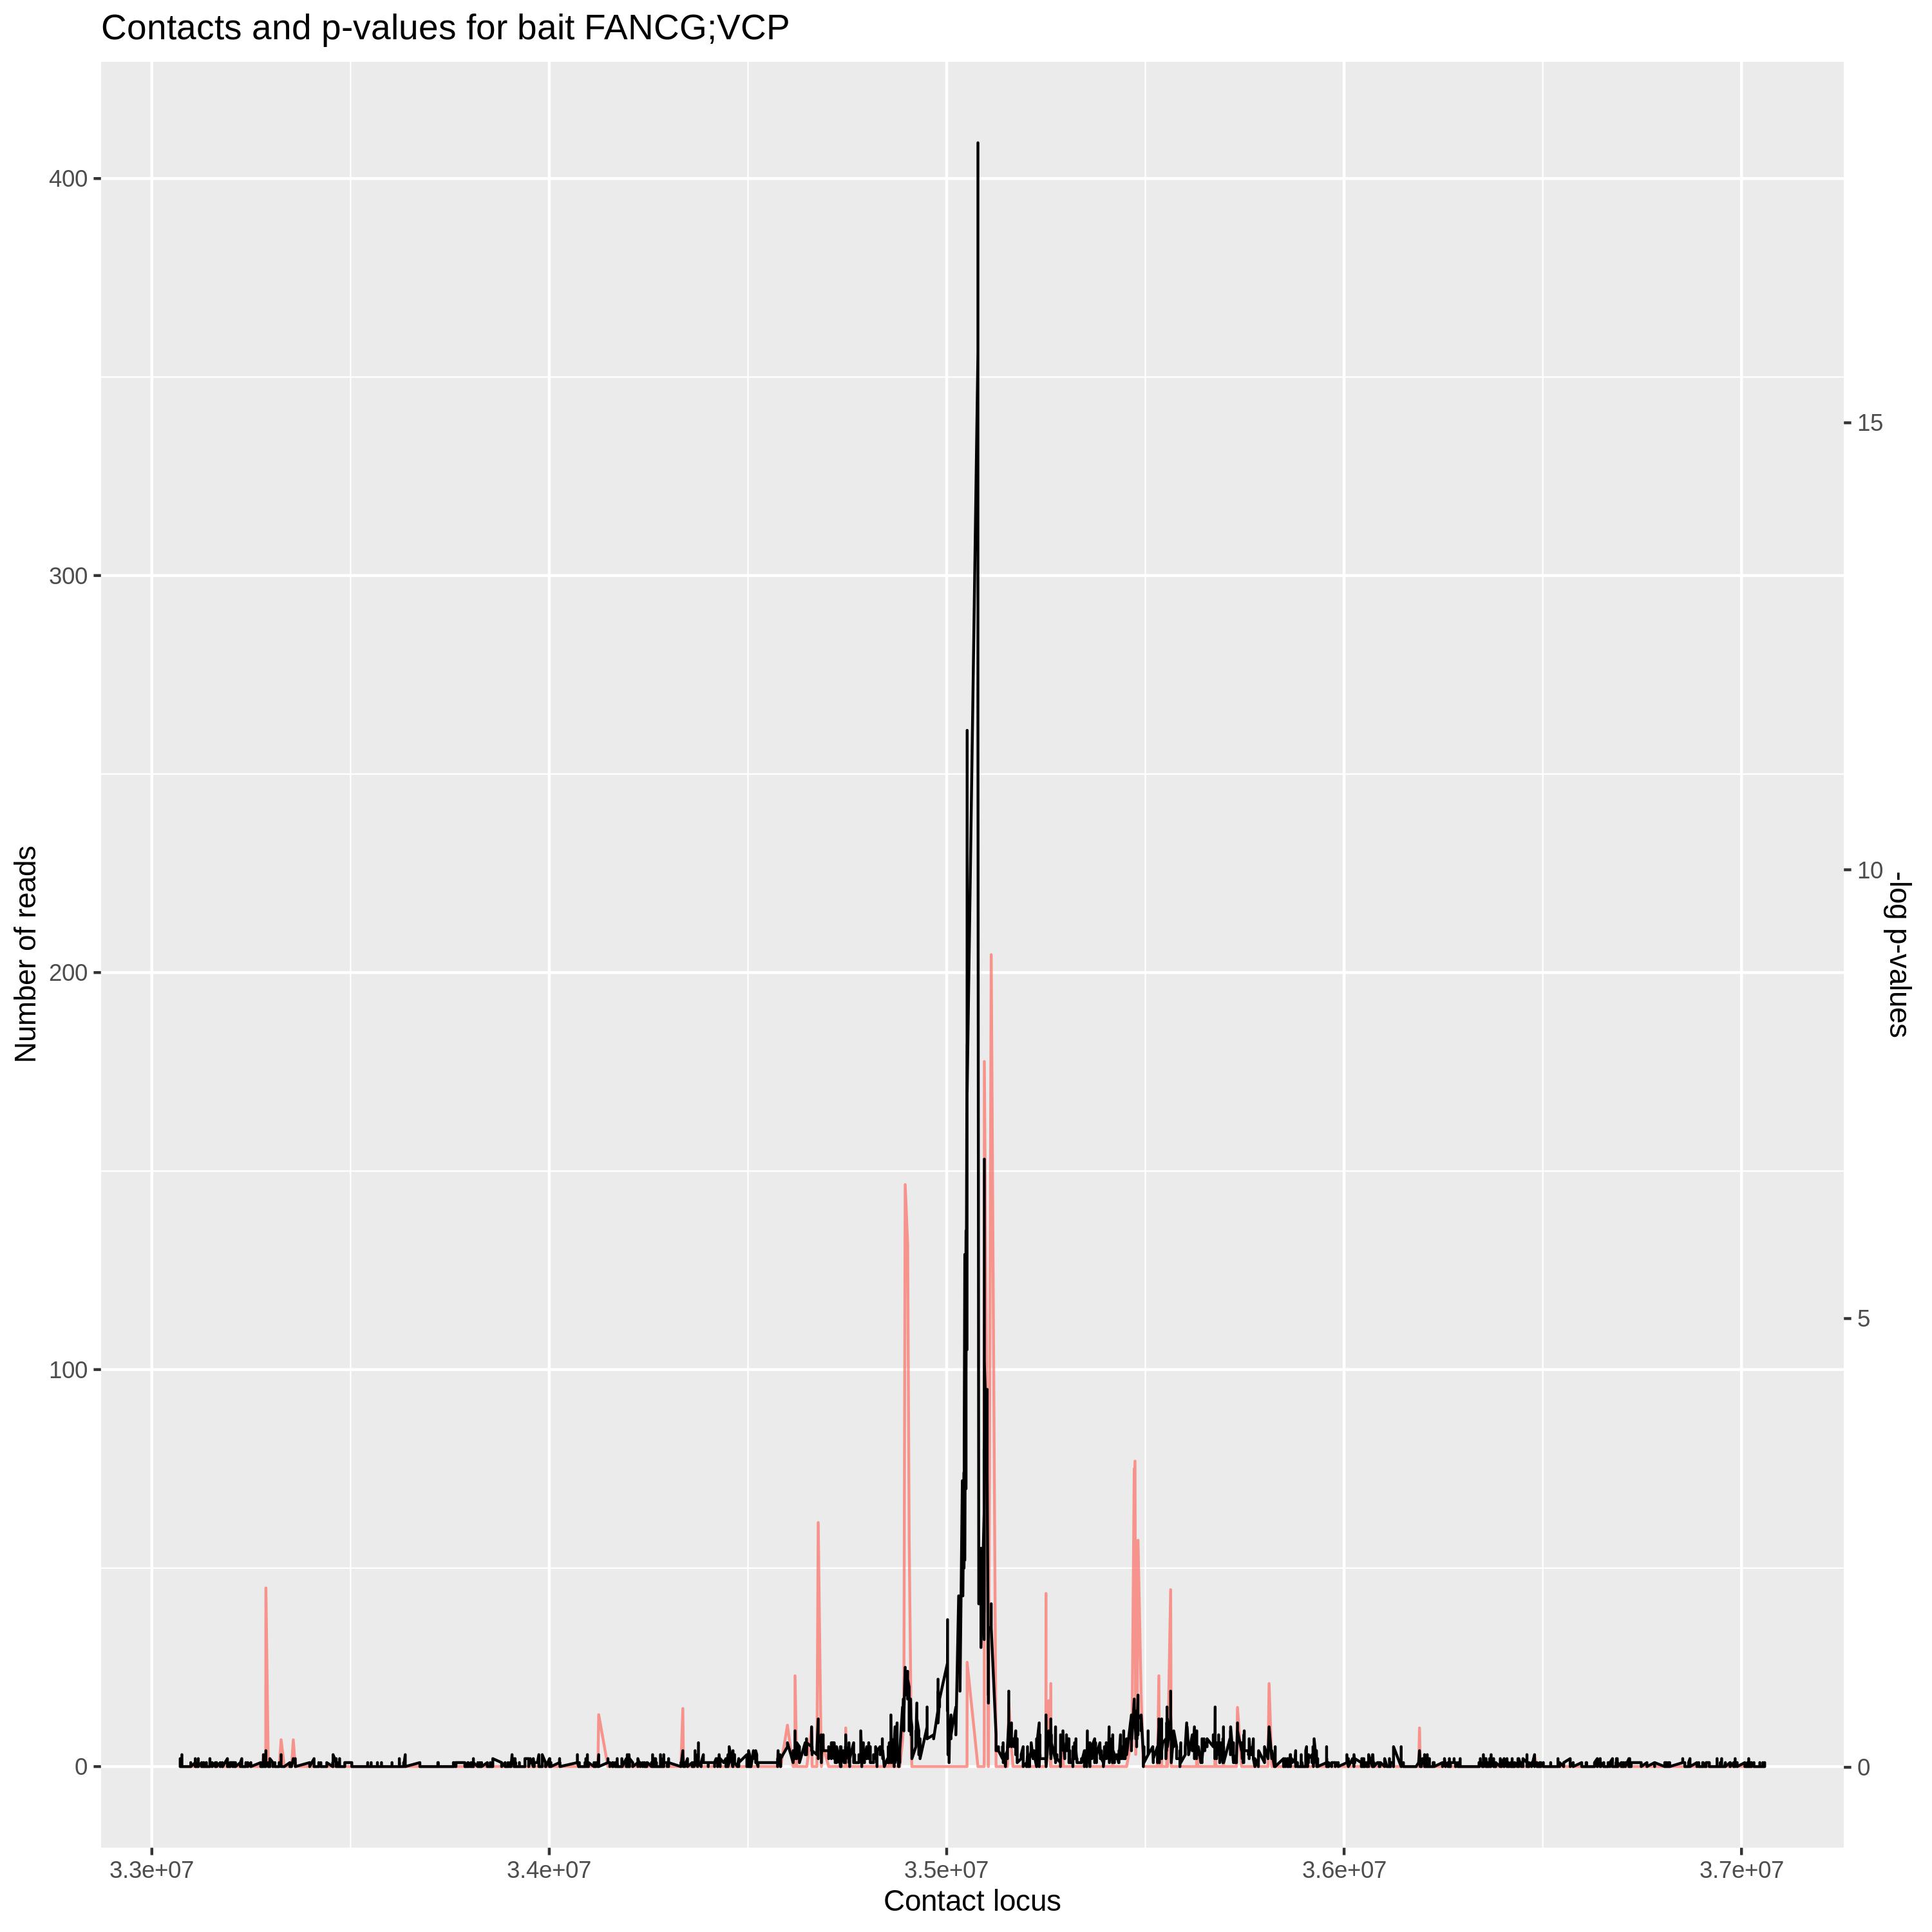 Contacts and p-values for bait FANCG;VCP
400
300
200
100
0
Number of reads
15
10
5
0
-log p-values
3.3e+07
3.4e+07
3.5e+07
3.6e+07
3.7e+07
Contact locus